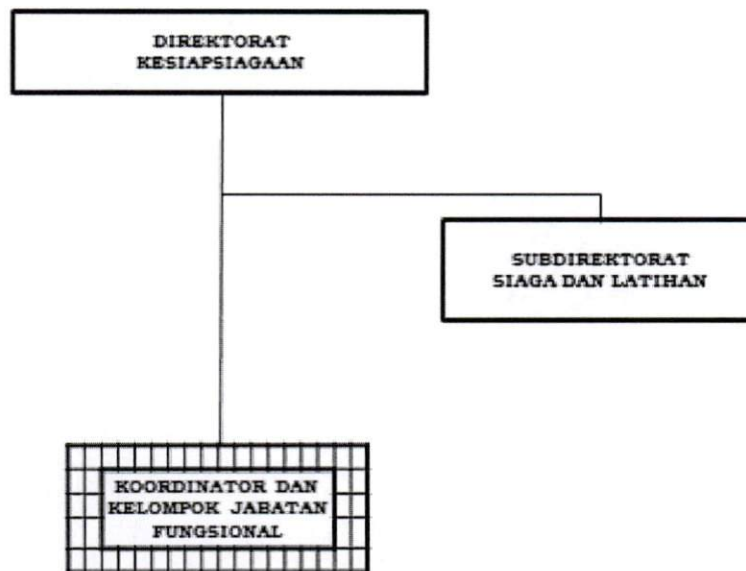 DIREKTORAT
KESIAPSIAGAAN
SUBDIREKTORAT
SIAGA DAN LATIHAN
KOORDINATOR DAN
KELOMPOK JABATAN
FUNGSIONAL